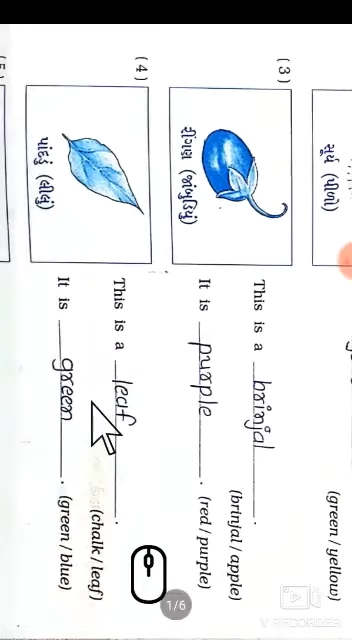 સૂર્ય (પીળો)
(green / yellow)
(3)
રીંગણ (જાંબુડિયું)
This is a brinjal.
(brinjal / apple)
It is purple. (red / purple)
(4)
પાંદડું (લીલું)
This is a leaf.
(chalk / leaf)
It is green. (green / blue)
1/6
V RECORDER